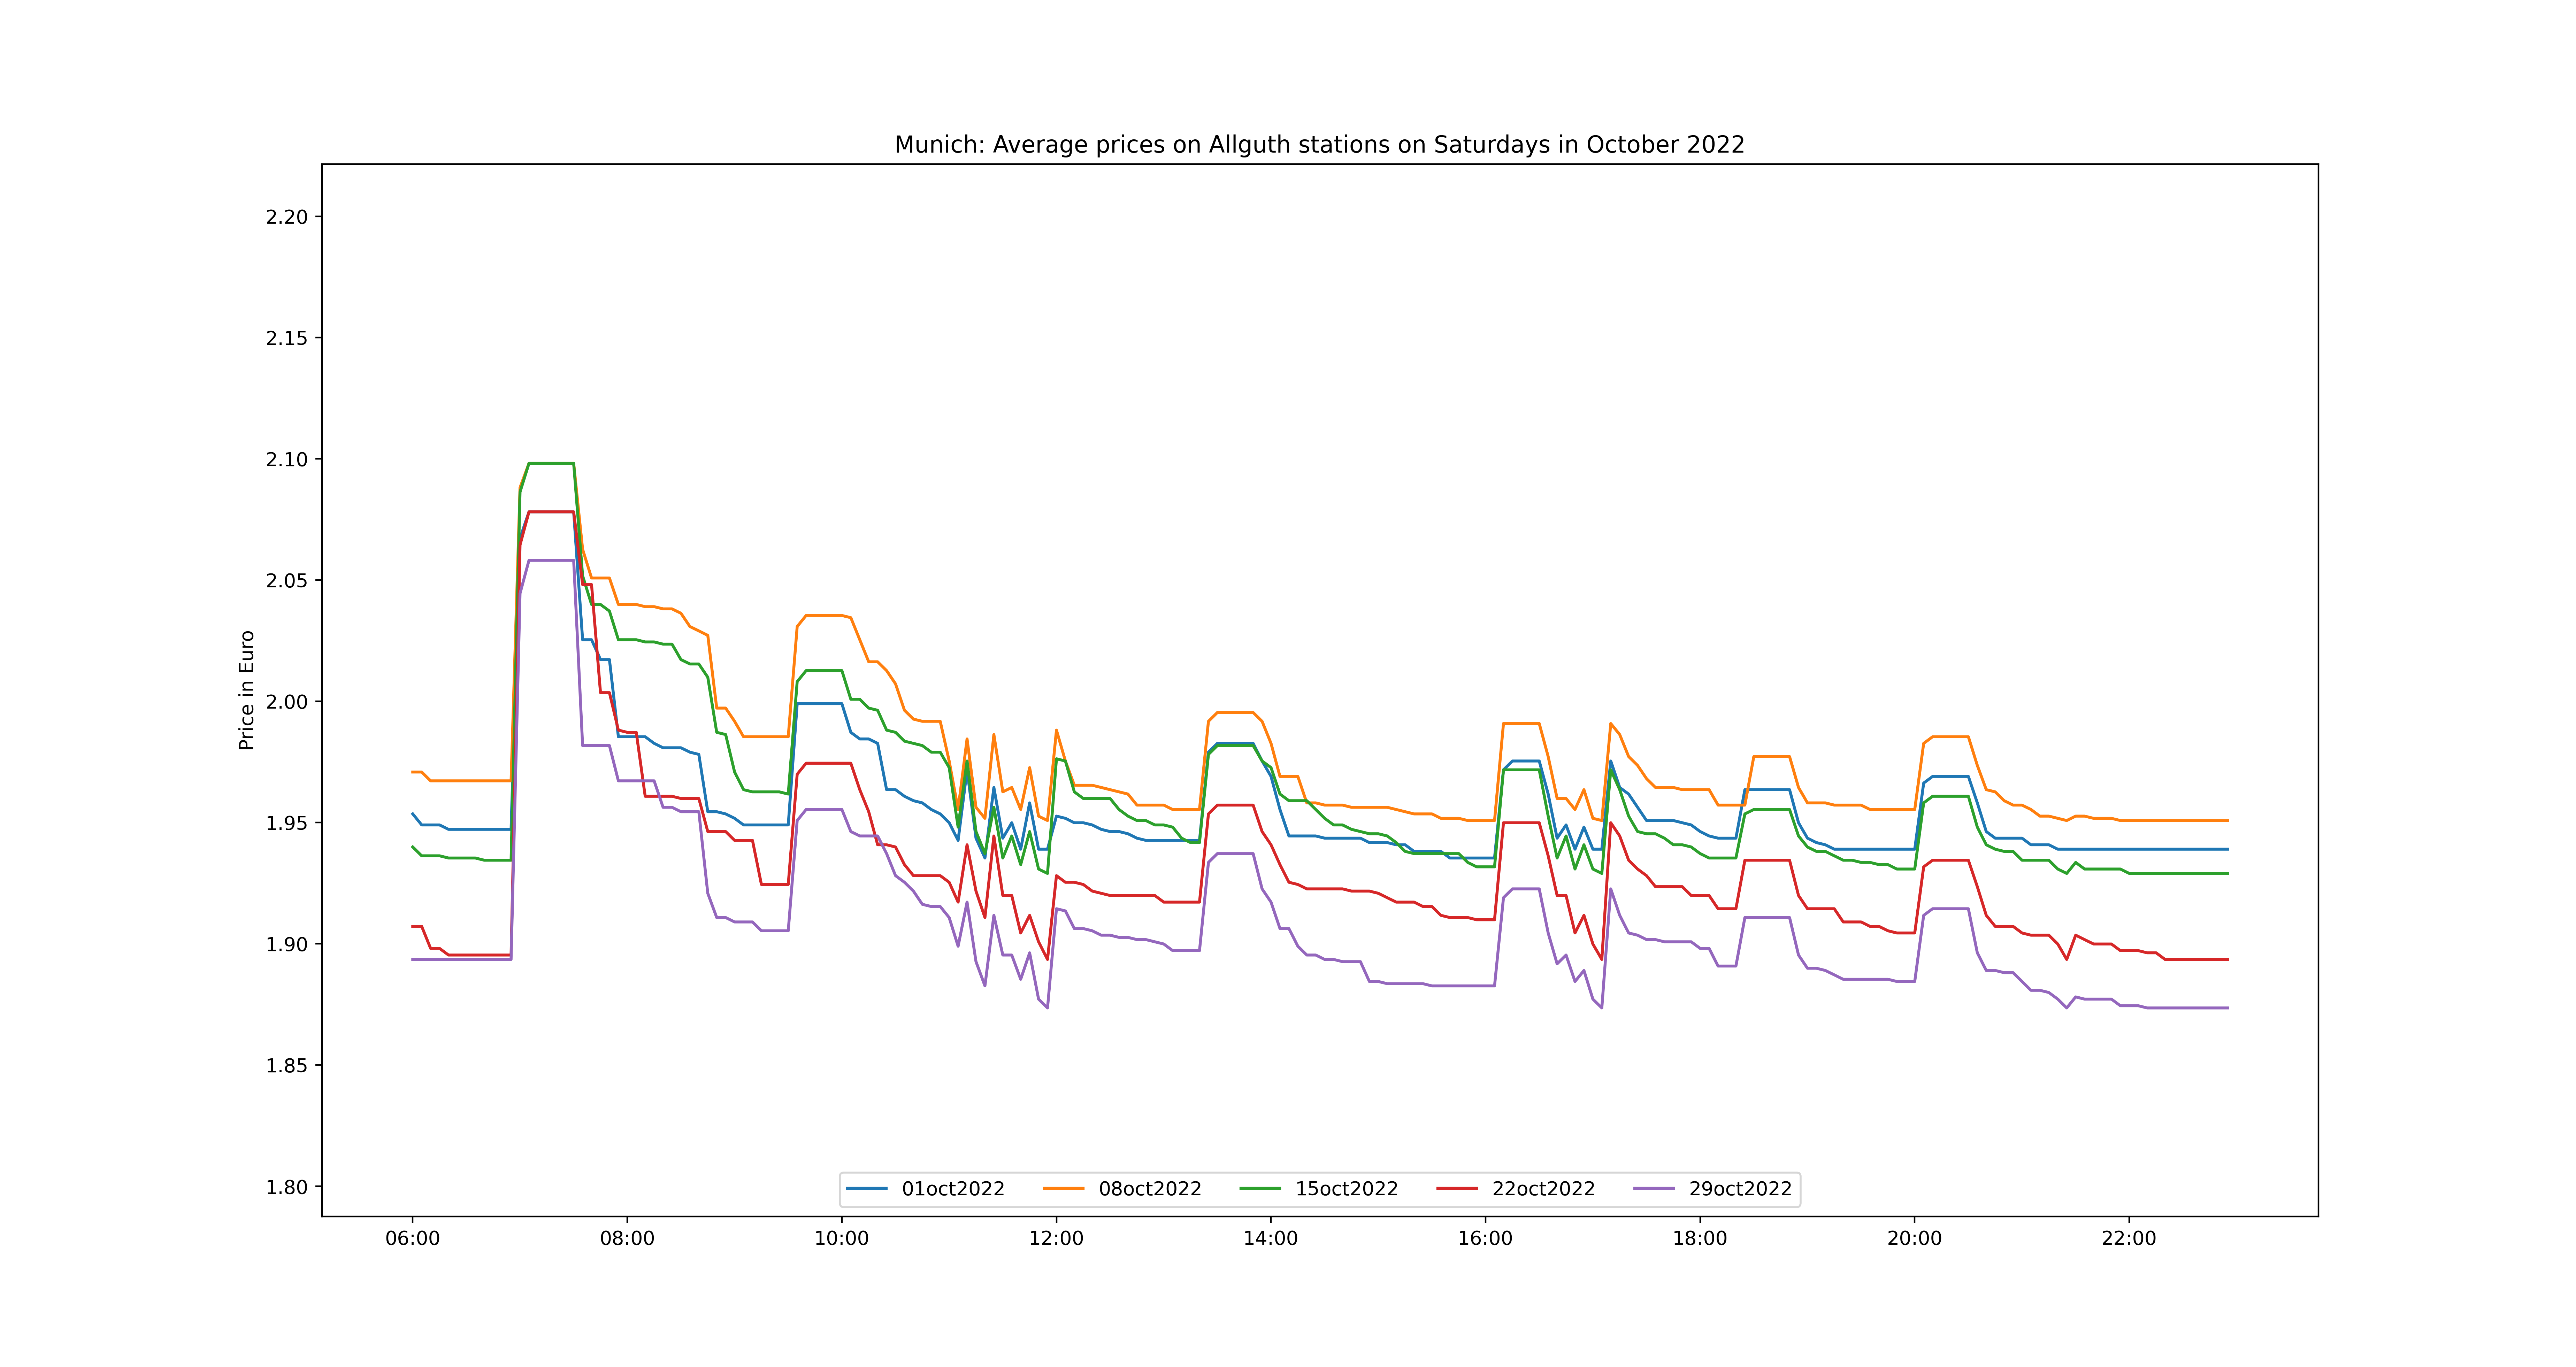 Munich: Average prices on Allguth stations on Saturdays in October 2022
2.20
2.15
2.10
2.05
2.00
1.95
1.90
1.85
1.80
Price in Euro
01oct2022 08oct2022 15oct2022 22oct2022 29oct2022
06:00 08:00 10:00 12:00 14:00 16:00 18:00 20:00 22:00